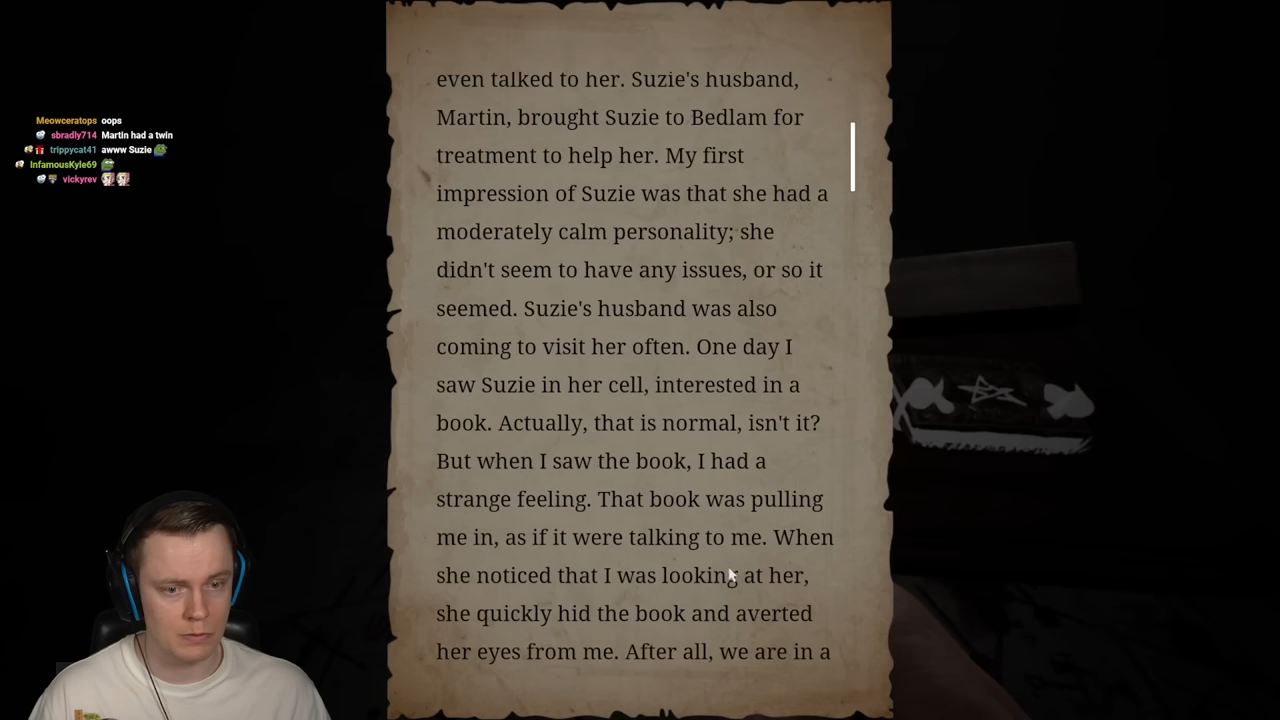 Meowceratops oops
sbradly714 Martin had a twin
trippycat41 awww Suzie
InfamousKyle69
vickyrev
even talked to her. Suzie's husband,
Martin, brought Suzie to Bedlam for
treatment to help her. My first
impression of Suzie was that she had a
moderately calm personality; she
didn't seem to have any issues, or so it
seemed. Suzie's husband was also
coming to visit her often. One day I
saw Suzie in her cell, interested in a
book. Actually, that is normal, isn't it?
But when I saw the book, I had a
strange feeling. That book was pulling
me in, as if it were talking to me. When
she noticed that I was looking at her,
she quickly hid the book and averted
her eyes from me. After all, we are in a